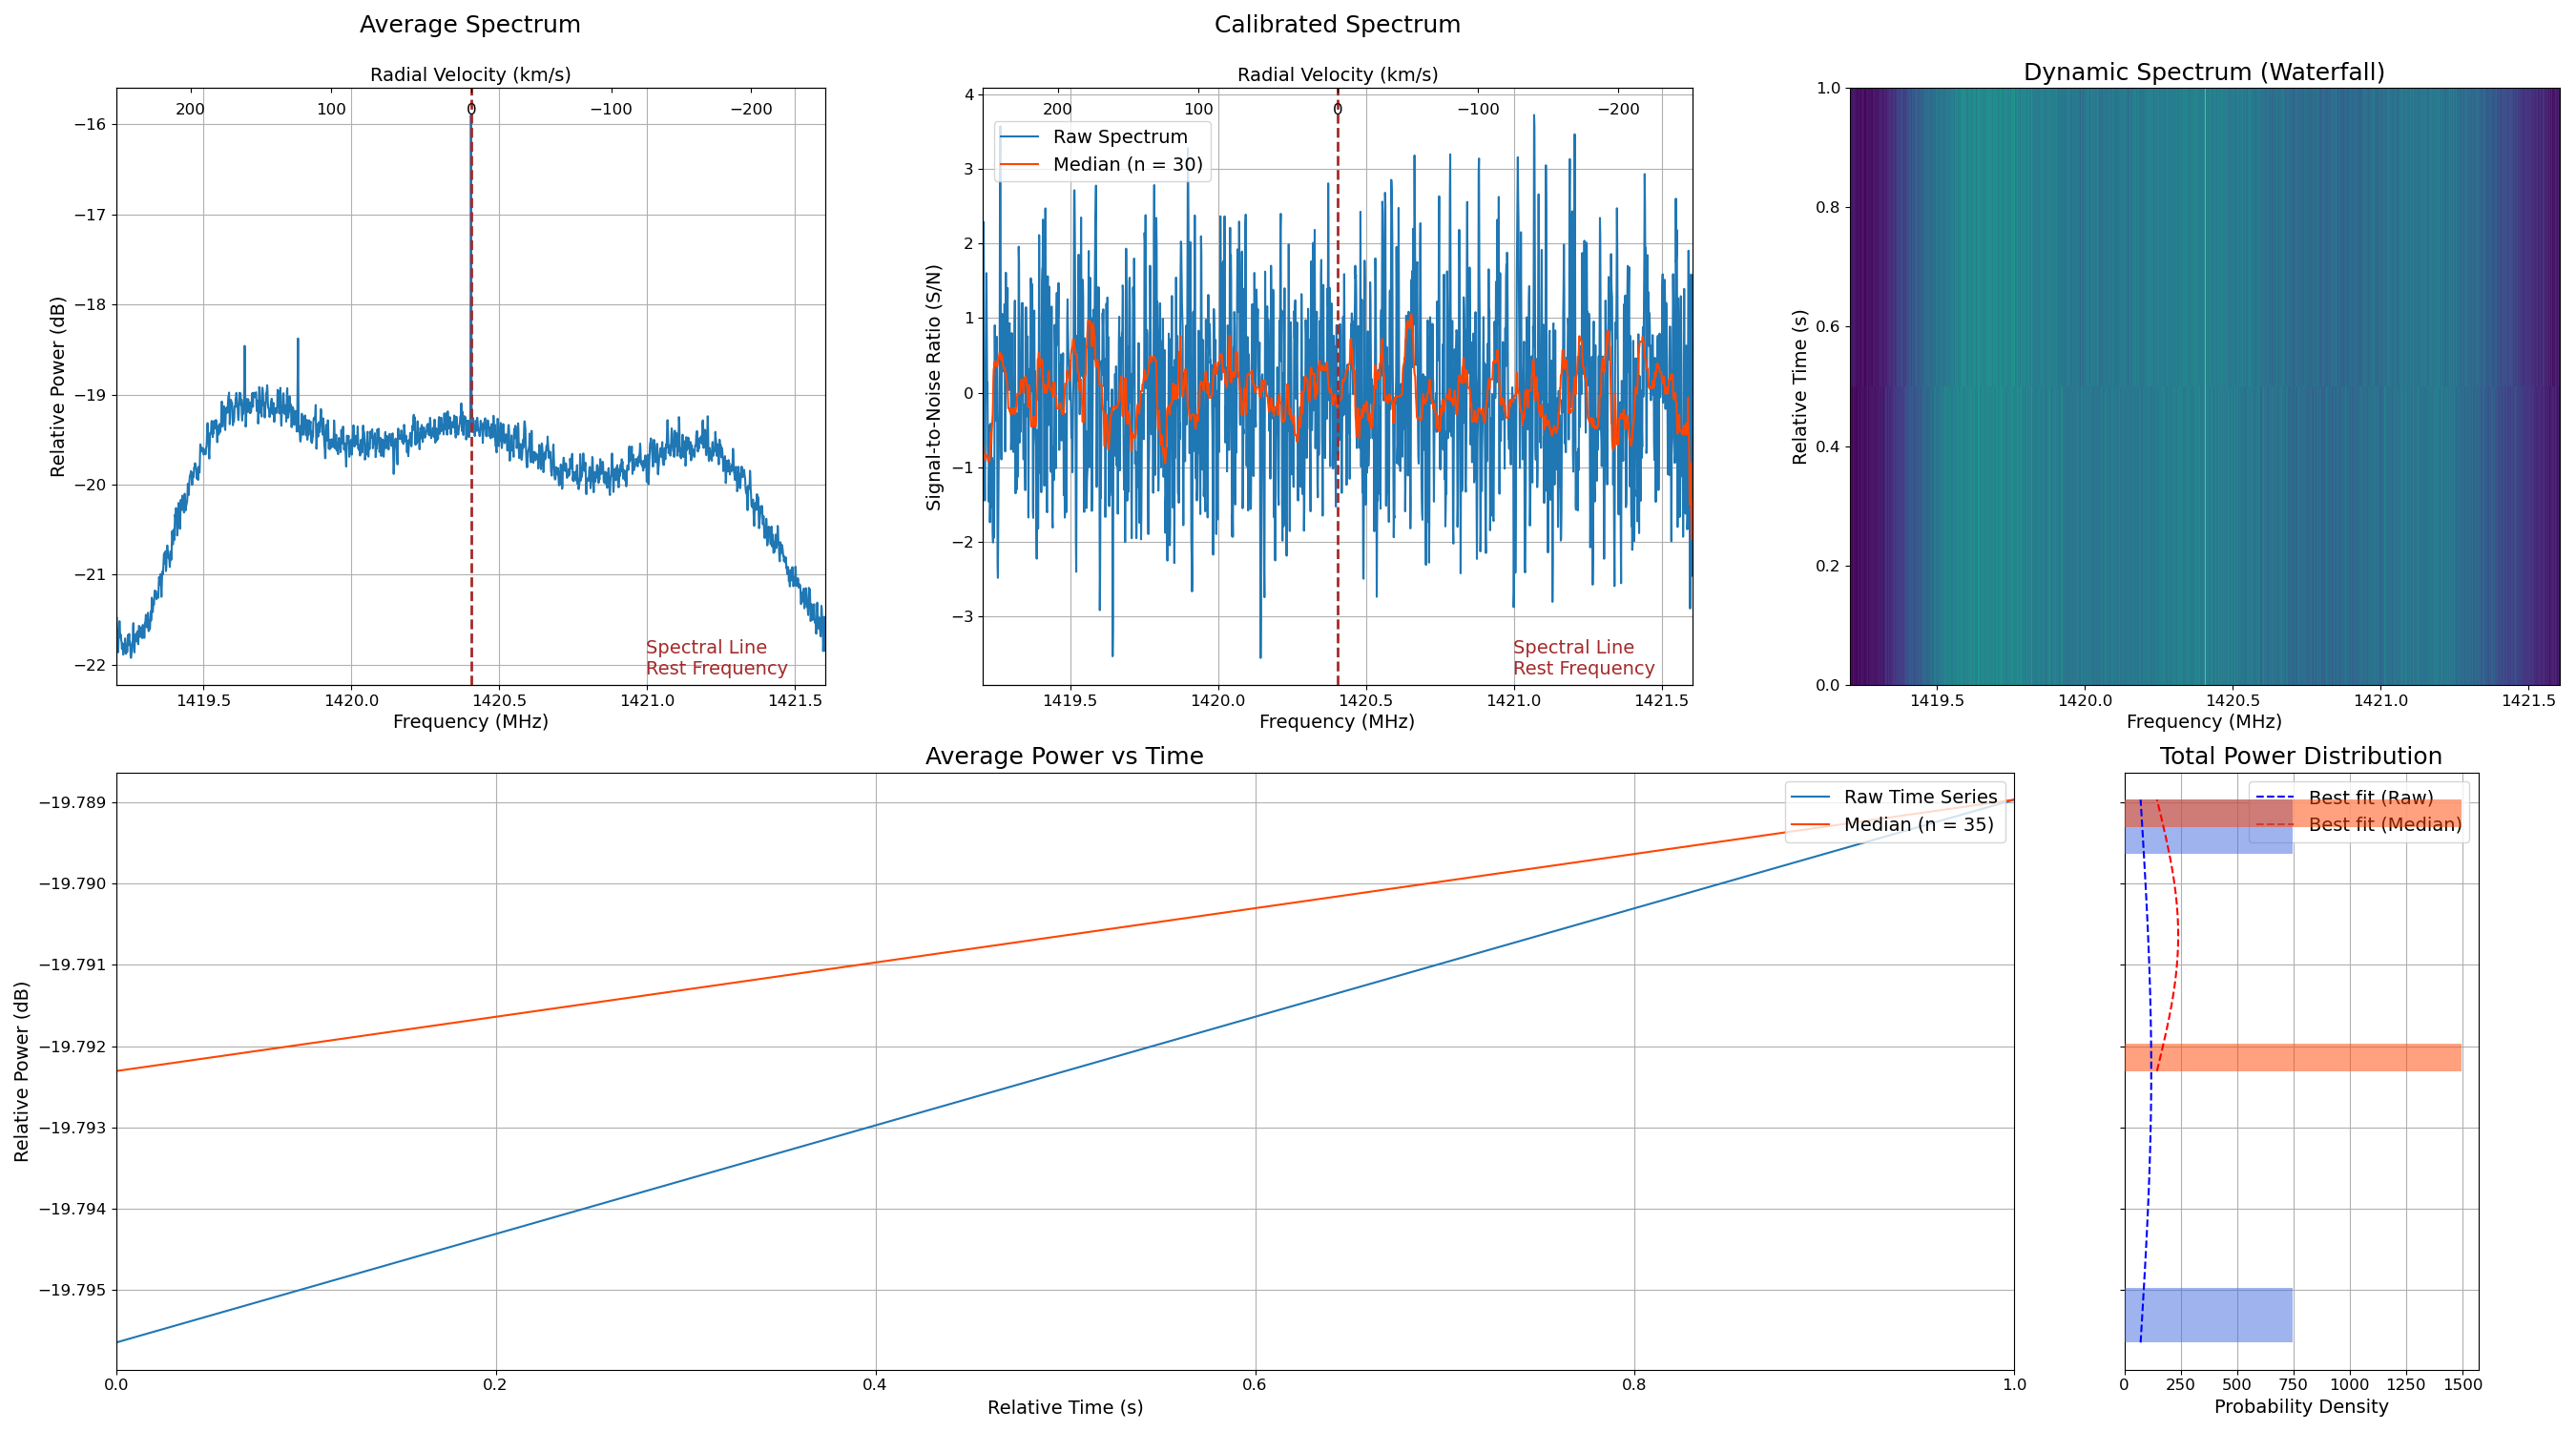 Average Spectrum
Radial Velocity (km/s)
200 100 0 −100 −200
−16
−17
−18
−19
−20
−21
−22
Relative Power (dB)
Spectral Line
Rest Frequency
1419.5 1420.0 1420.5 1421.0 1421.5
Frequency (MHz)
Calibrated Spectrum
Radial Velocity (km/s)
200 100 0 −100 −200
Raw Spectrum
Median (n = 30)
4
3
2
1
0
−1
−2
−3
Signal-to-Noise Ratio (S/N)
Spectral Line
Rest Frequency
1419.5 1420.0 1420.5 1421.0 1421.5
Frequency (MHz)
Dynamic Spectrum (Waterfall)
1.0
0.8
0.6
0.4
0.2
0.0
Relative Time (s)
1419.5 1420.0 1420.5 1421.0 1421.5
Frequency (MHz)
Average Power vs Time
Raw Time Series
Median (n = 35)
−19.789
−19.790
−19.791
−19.792
−19.793
−19.794
−19.795
Relative Power (dB)
0.0 0.2 0.4 0.6 0.8 1.0
Relative Time (s)
Total Power Distribution
Best fit (Raw)
Best fit (Median)
0 250 500 750 1000 1250 1500
Probability Density